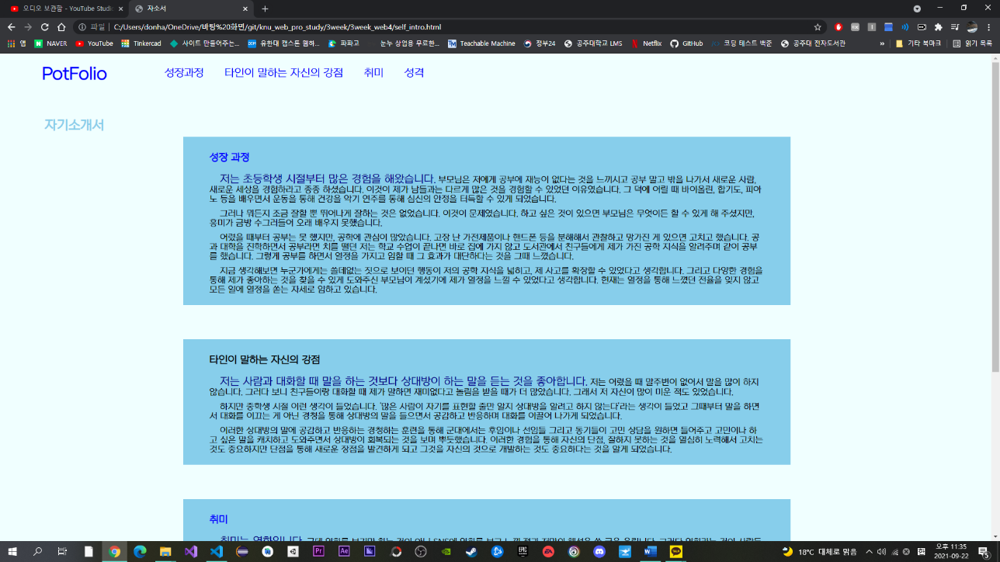 오디오 보관함 - YouTube Studio
자소서
파일
C:/Users/donha/OneDrive/바탕%20화면/git/knu_web_pro_study/3week/3week_web4/self_intro.html
앱 NAVER YouTube Tinkercad 사이트 만들어주는... 유한대 캡스톤 웹하... 파파고 눈누 상업용 무료한... Teachable Machine 정부24 공주대학교 LMS Netflix GitHub 코딩 테스트 백준 공주대 전자도서관 » 기타 북마크 읽기 목록
PotFolio 성장과정 타인이 말하는 자신의 강점 취미 성격
자기소개서
성장 과정
저는 초등학생 시절부터 많은 경험을 해왔습니다. 부모님은 저에게 공부에 재능이 없다는 것을 느끼시고 공부 말고 밖을 나가서 새로운 사람,
새로운 세상을 경험하라고 종종 하셨습니다. 이것이 제가 남들과는 다르게 많은 것을 경험할 수 있었던 이유였습니다. 그 덕에 어릴 때 바이올린, 합기도, 피아
노 등을 배우면서 운동을 통해 건강을 악기 연주를 통해 심신의 안정을 터득할 수 있게 되었습니다.
그러나 뭐든지 조금 잘할 뿐 뛰어나게 잘하는 것은 없었습니다. 이것이 문제였습니다. 하고 싶은 것이 있으면 부모님은 무엇이든 할 수 있게 해 주셨지만,
흥미가 금방 수그러들어 오래 배우지 못했습니다.
어렸을 때부터 공부는 못 했지만, 공학에 관심이 많았습니다. 고장 난 가전제품이나 핸드폰 등을 분해해서 관찰하고 망가진 게 있으면 고치고 했습니다. 공
과 대학을 진학하면서 공부라면 치를 떨던 저는 학교 수업이 끝나면 바로 집에 가지 않고 도서관에서 친구들에게 제가 가진 공학 지식을 알려주며 같이 공부
를 했습니다. 그렇게 공부를 하면서 열정을 가지고 임할 때 그 효과가 대단하다는 것을 그때 느꼈습니다.
지금 생각해보면 누군가에게는 쓸데없는 짓으로 보이던 행동이 저의 공학 지식을 넓히고, 제 사고를 확장할 수 있었다고 생각합니다. 그리고 다양한 경험을
통해 제가 좋아하는 것을 찾을 수 있게 도와주신 부모님이 계셨기에 제가 열정을 느낄 수 있었다고 생각합니다. 현재는 열정을 통해 느꼈던 전율을 잊지 않고
모든 일에 열정을 쏟는 자세로 임하고 있습니다.
타인이 말하는 자신의 강점
저는 사람과 대화할 때 말을 하는 것보다 상대방이 하는 말을 듣는 것을 좋아합니다. 저는 어렸을 때 말주변이 없어서 말을 많이 하지
않습니다. 그러다 보니 친구들이랑 대화할 때 제가 말하면 재미없다고 놀림을 받을 때가 더 많았습니다. 그래서 저 자신이 많이 미운 적도 있었습니다.
하지만 중학생 시절 이런 생각이 들었습니다. '많은 사람이 자기를 표현할 줄만 알지 상대방을 알려고 하지 않는다'라는 생각이 들었고 그때부터 말을 하면
서 대화를 이끄는 게 아닌 경청을 통해 상대방의 말을 들으면서 공감하고 반응하며 대화를 이끌어 나가게 되었습니다.
이러한 상대방의 말에 공감하고 반응하는 경청하는 훈련을 통해 군대에서는 후임이나 선임들 그리고 동기들이 고민 상담을 원하면 들어주고 고민이나 하
고 싶은 말을 캐치하고 도와주면서 상대방이 회복되는 것을 보며 뿌듯했습니다. 이러한 경험을 통해 자신의 단점, 잘하지 못하는 것을 열심히 노력해서 고치는
것도 중요하지만 단점을 통해 새로운 장점을 발견하게 되고 그것을 자신의 것으로 개발하는 것도 중요하다는 것을 알게 되었습니다.
취미
취미는 영화입니다.
18°C 대체로 맑음
오후 11:35
2021-09-22